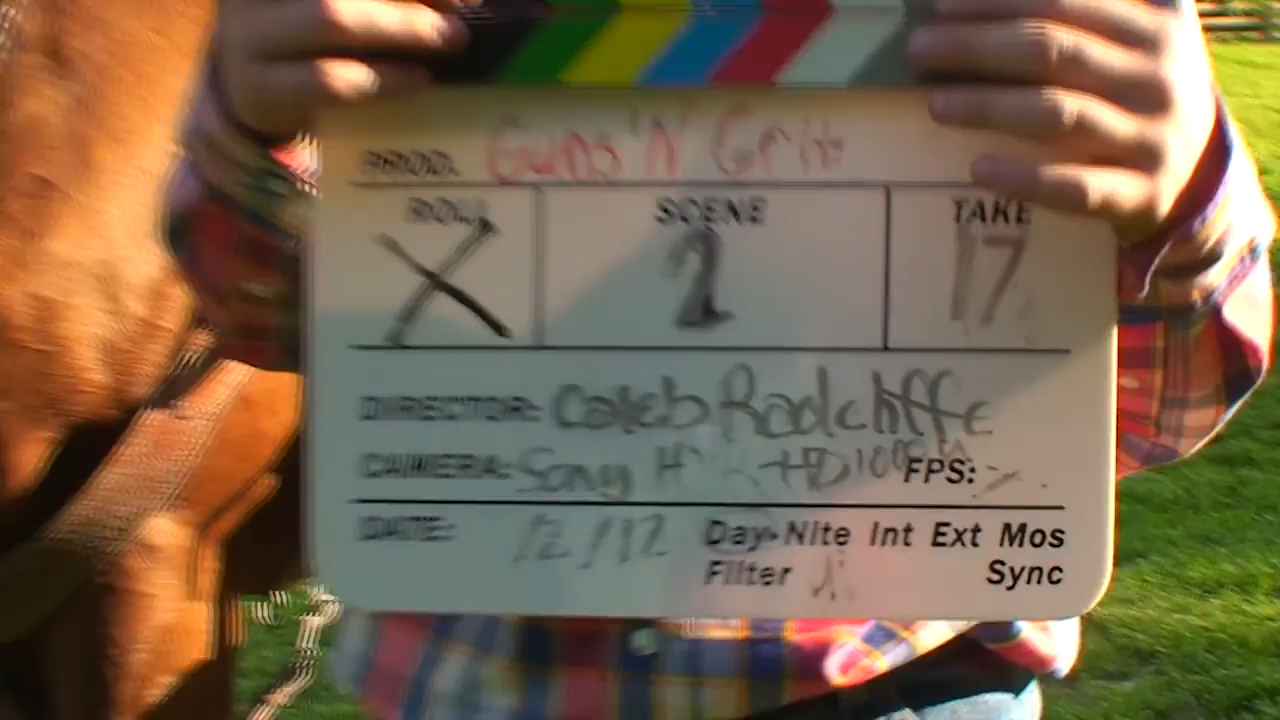 PROD. Guns 'N' Grit
ROLL SCENE TAKE
X 2 17
DIRECTOR: Caleb Radcliffe
CAMERA: Sony FPS:
DATE: 12/12 Day-Nite Int Ext Mos
Filter Sync